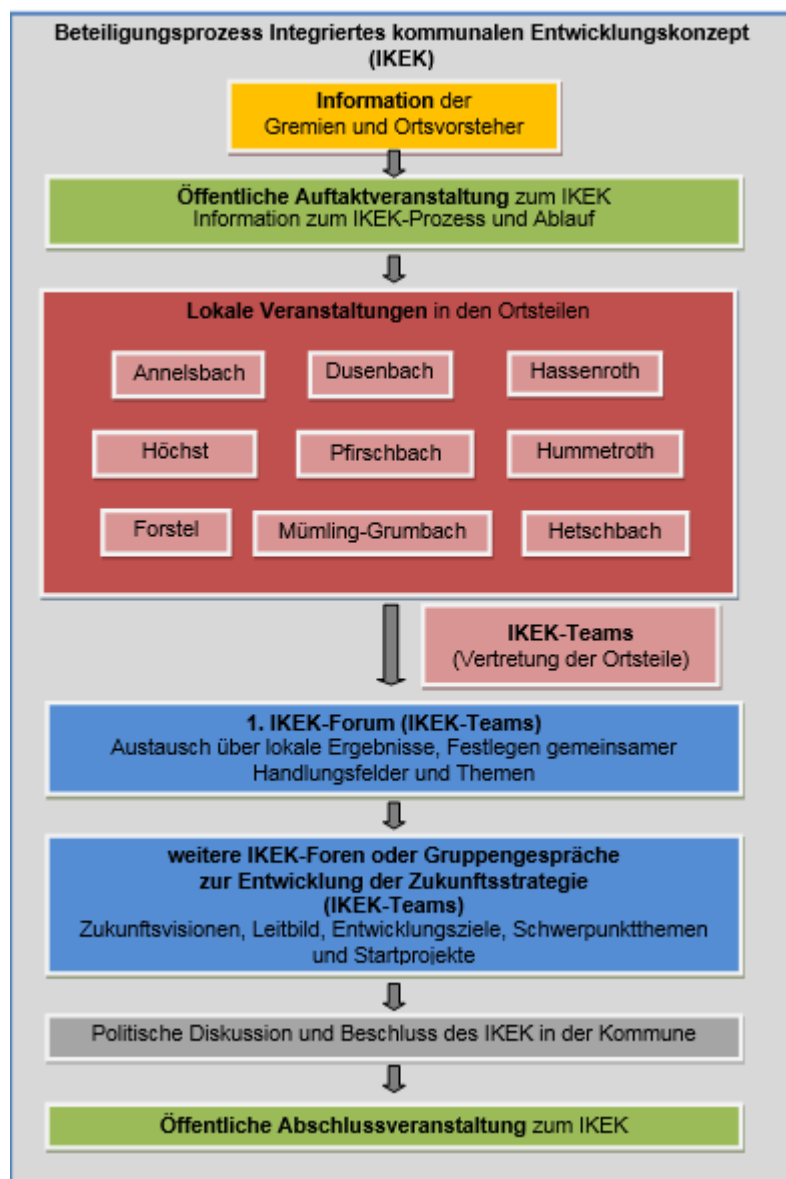 Beteiligungsprozess Integriertes kommunalen Entwicklungskonzept
(IKEK)
Information der
Gremien und Ortsvorsteher
Öffentliche Auftaktveranstaltung zum IKEK
Information zum IKEK-Prozess und Ablauf
Lokale Veranstaltungen in den Ortsteilen
Annelsbach
Dusenbach
Hassenroth
Höchst
Pfirschbach
Hummetroth
Forstel
Mümling-Grumbach
Hetschbach
IKEK-Teams
(Vertretung der Ortsteile)
1. IKEK-Forum (IKEK-Teams)
Austausch über lokale Ergebnisse, Festlegen gemeinsamer
Handlungsfelder und Themen
weitere IKEK-Foren oder Gruppengespräche
zur Entwicklung der Zukunftsstrategie
(IKEK-Teams)
Zukunftsvisionen, Leitbild, Entwicklungsziele, Schwerpunktthemen
und Startprojekte
Politische Diskussion und Beschluss des IKEK in der Kommune
Öffentliche Abschlussveranstaltung zum IKEK